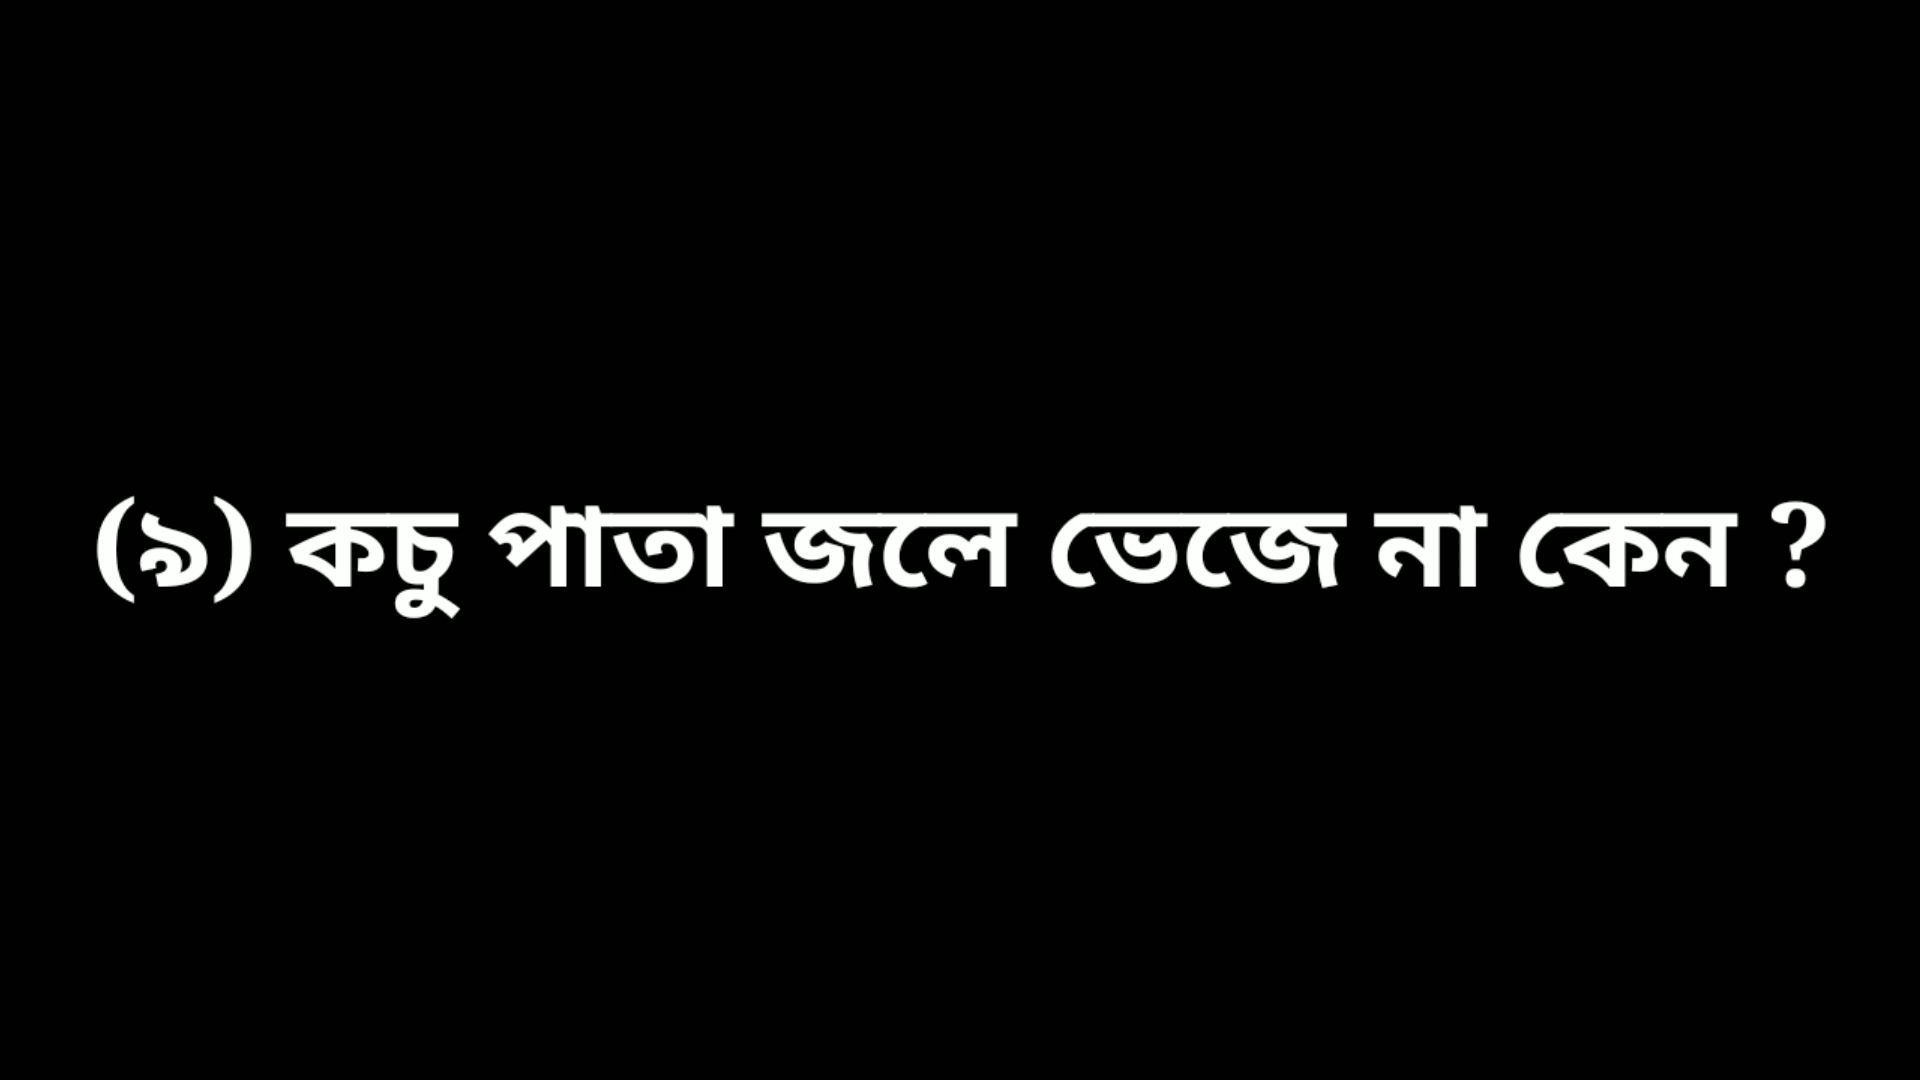 (৯) কচু পাতা জলে ভেজে না কেন ?